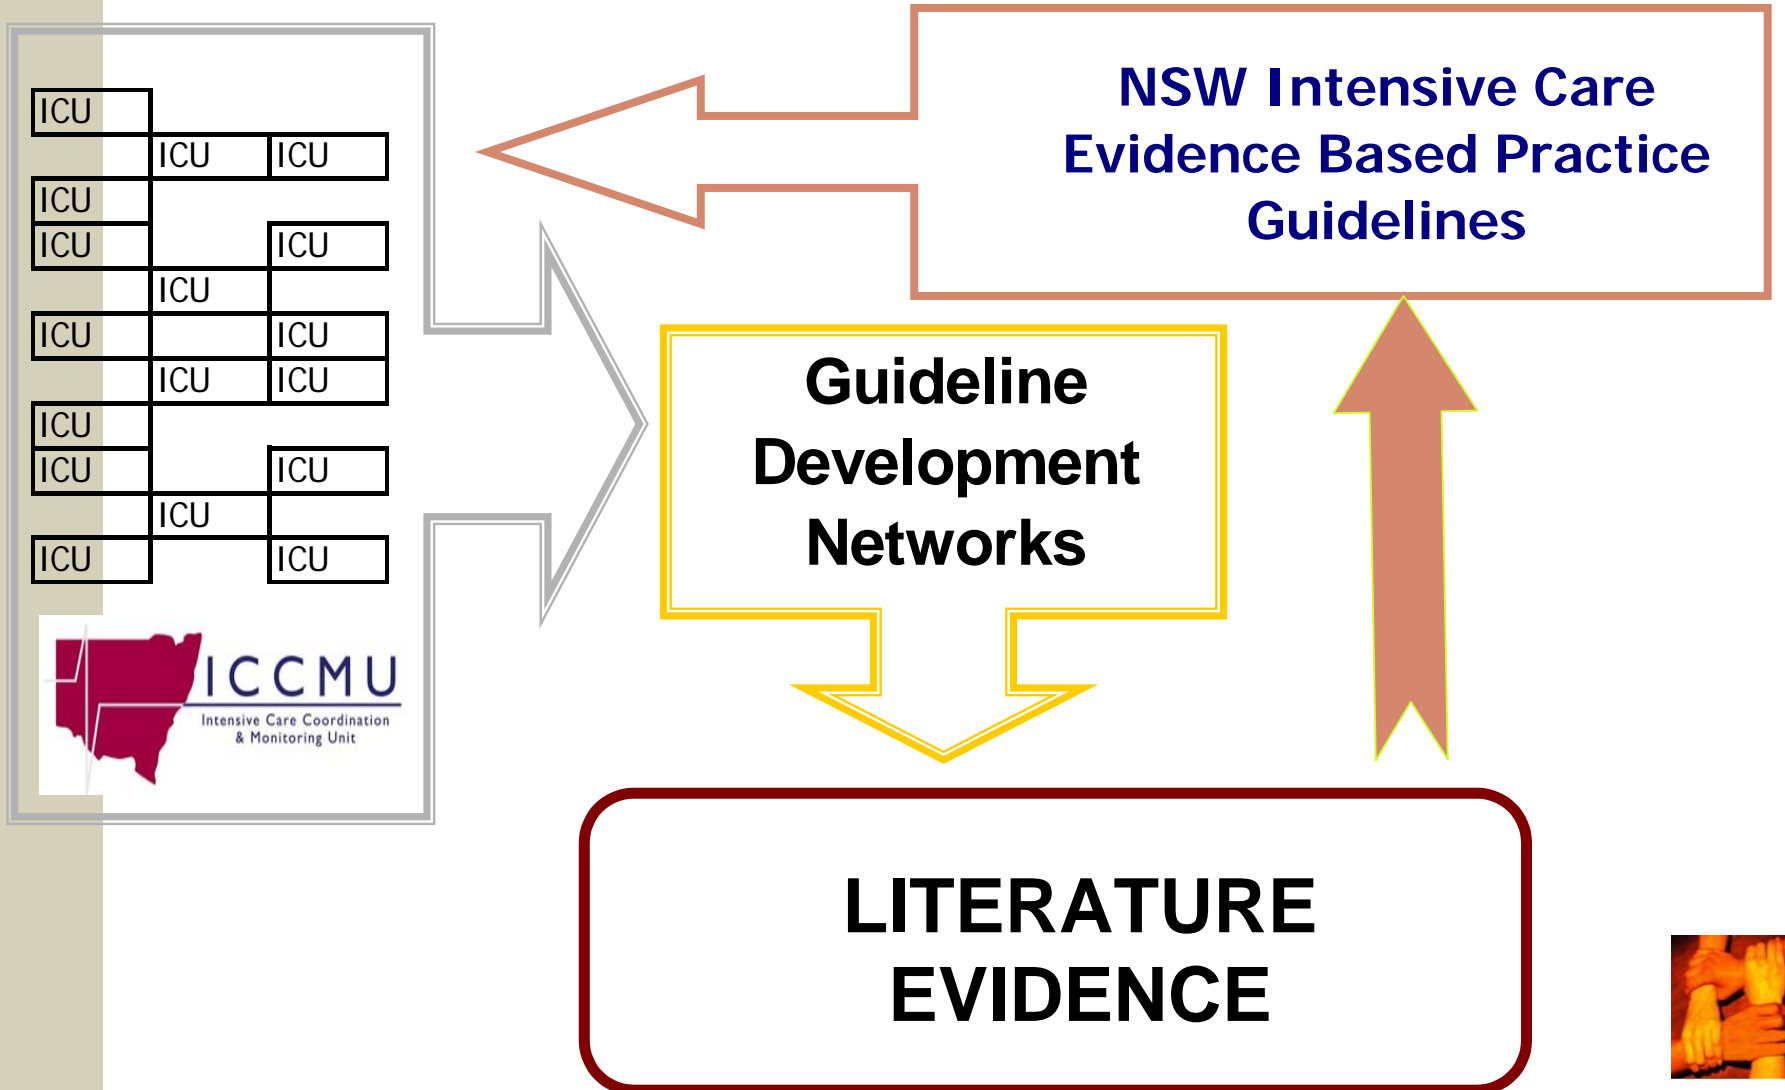 ICU
ICU ICU
ICU
ICU ICU
ICU
ICU ICU
ICU ICU
ICU
ICU ICU
ICU
ICU ICU
ICCMU
Intensive Care Coordination
& Monitoring Unit
NSW Intensive Care
Evidence Based Practice
Guidelines
Guideline
Development
Networks
LITERATURE
EVIDENCE